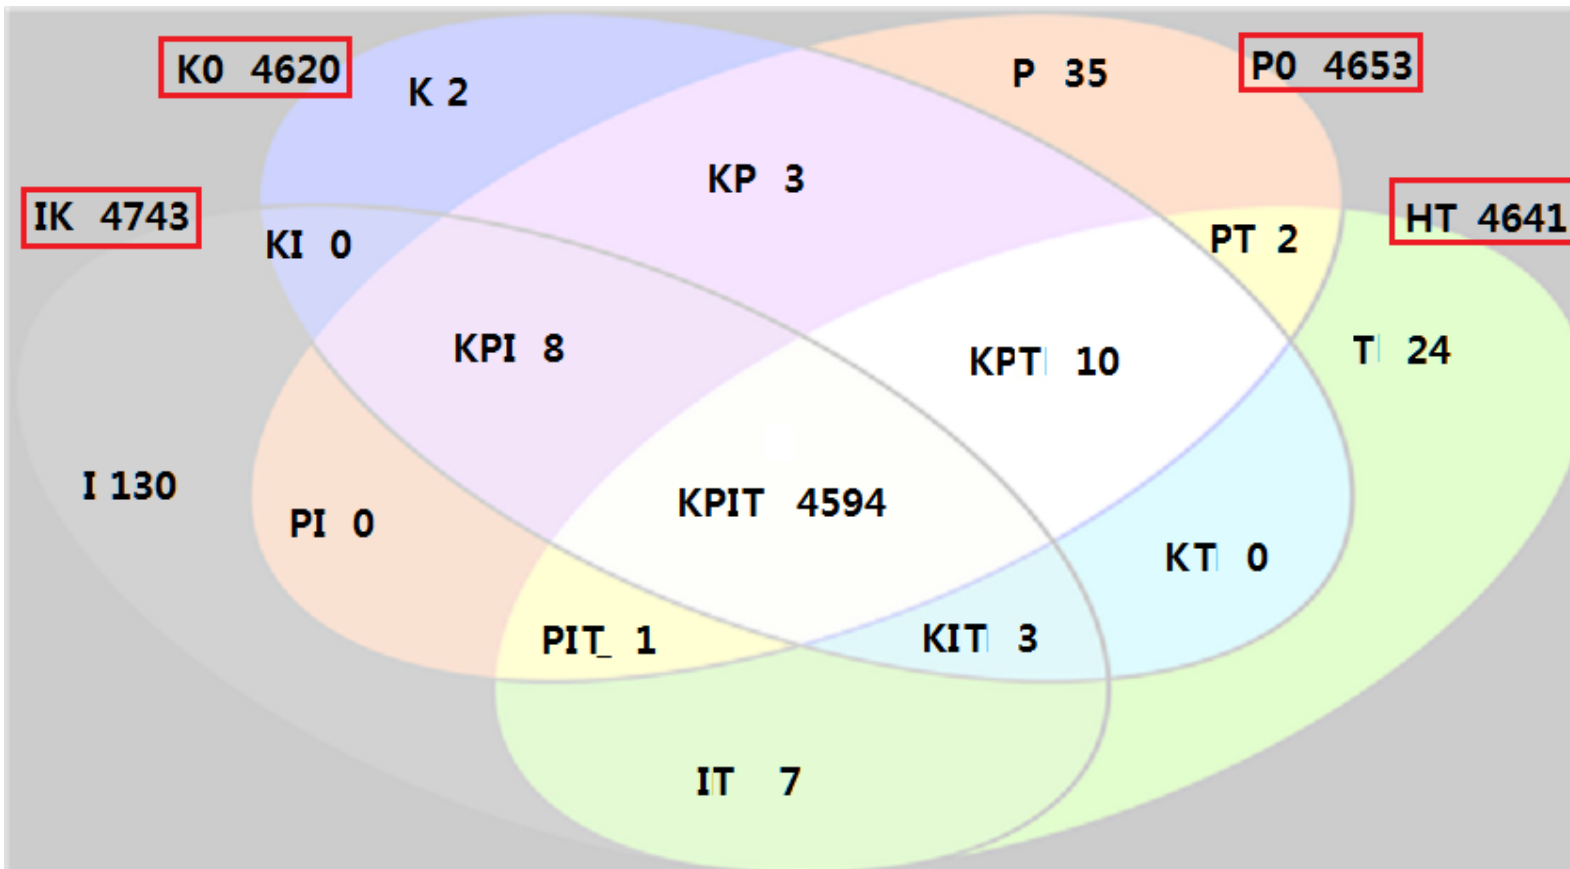 K0 4620
K 2
P 35
P0 4653
KP 3
IK 4743
KI 0
PT 2
HT 4641
KPI 8
KPT 10
T 24
I 130
PI 0
KPIT 4594
KT 0
PIT_ 1
KIT 3
IT 7